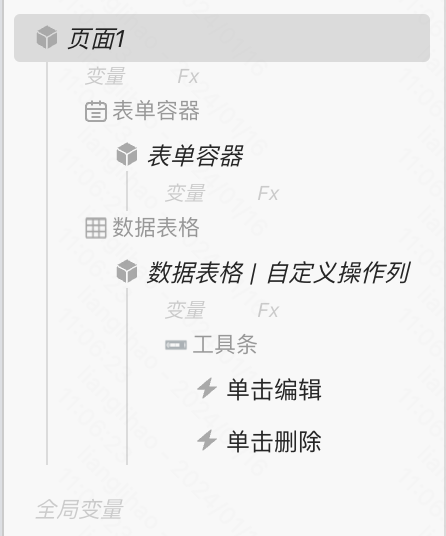 页面1
变量 Fx
表单容器
表单容器
变量 Fx
数据表格
数据表格 | 自定义操作列
变量 Fx
工具条
单击编辑
单击删除
全局变量